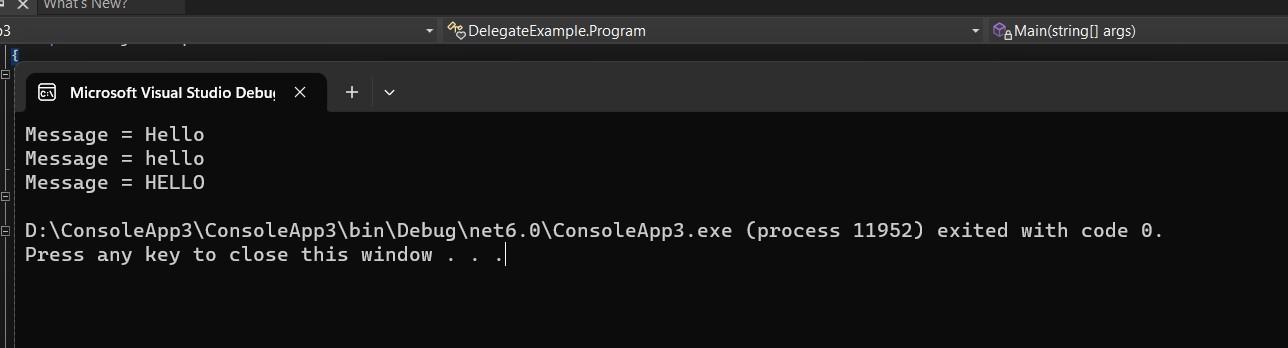 What's New?
p3 DelegateExample.Program Main(string[] args)
{
Microsoft Visual Studio Debu
Message = Hello
Message = hello
Message = HELLO
D:\ConsoleApp3\ConsoleApp3\bin\Debug\net6.0\ConsoleApp3.exe (process 11952) exited with code 0.
Press any key to close this window . . .